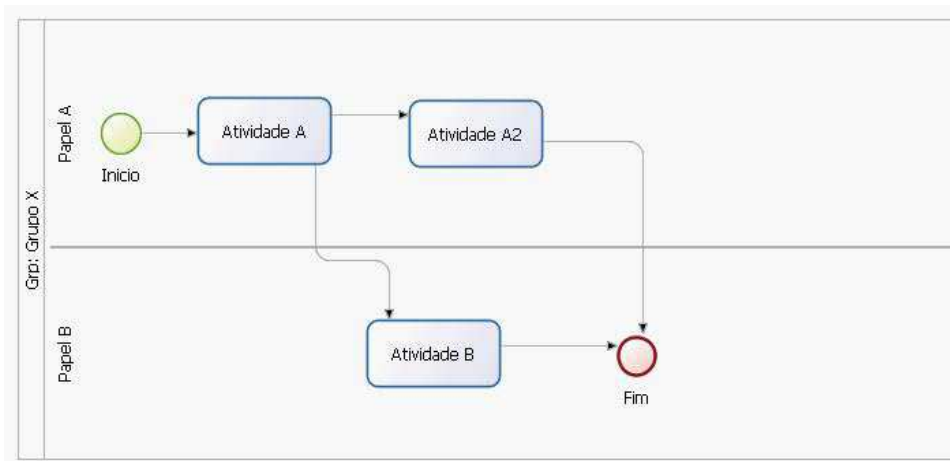 Grp: Grupo X
Papel A
Inicio
Atividade A
Atividade A2
Papel B
Atividade B
Fim